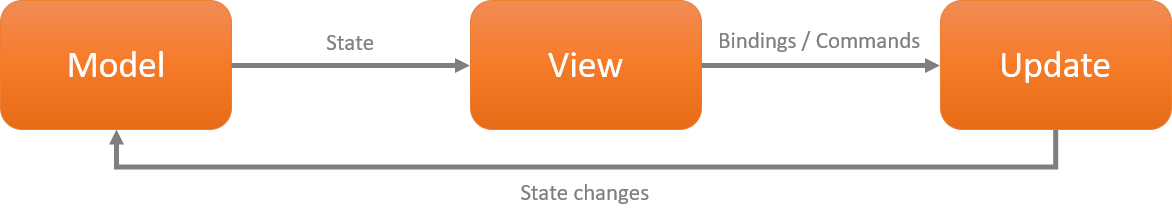 State
Bindings / Commands
Model
View
Update
State changes